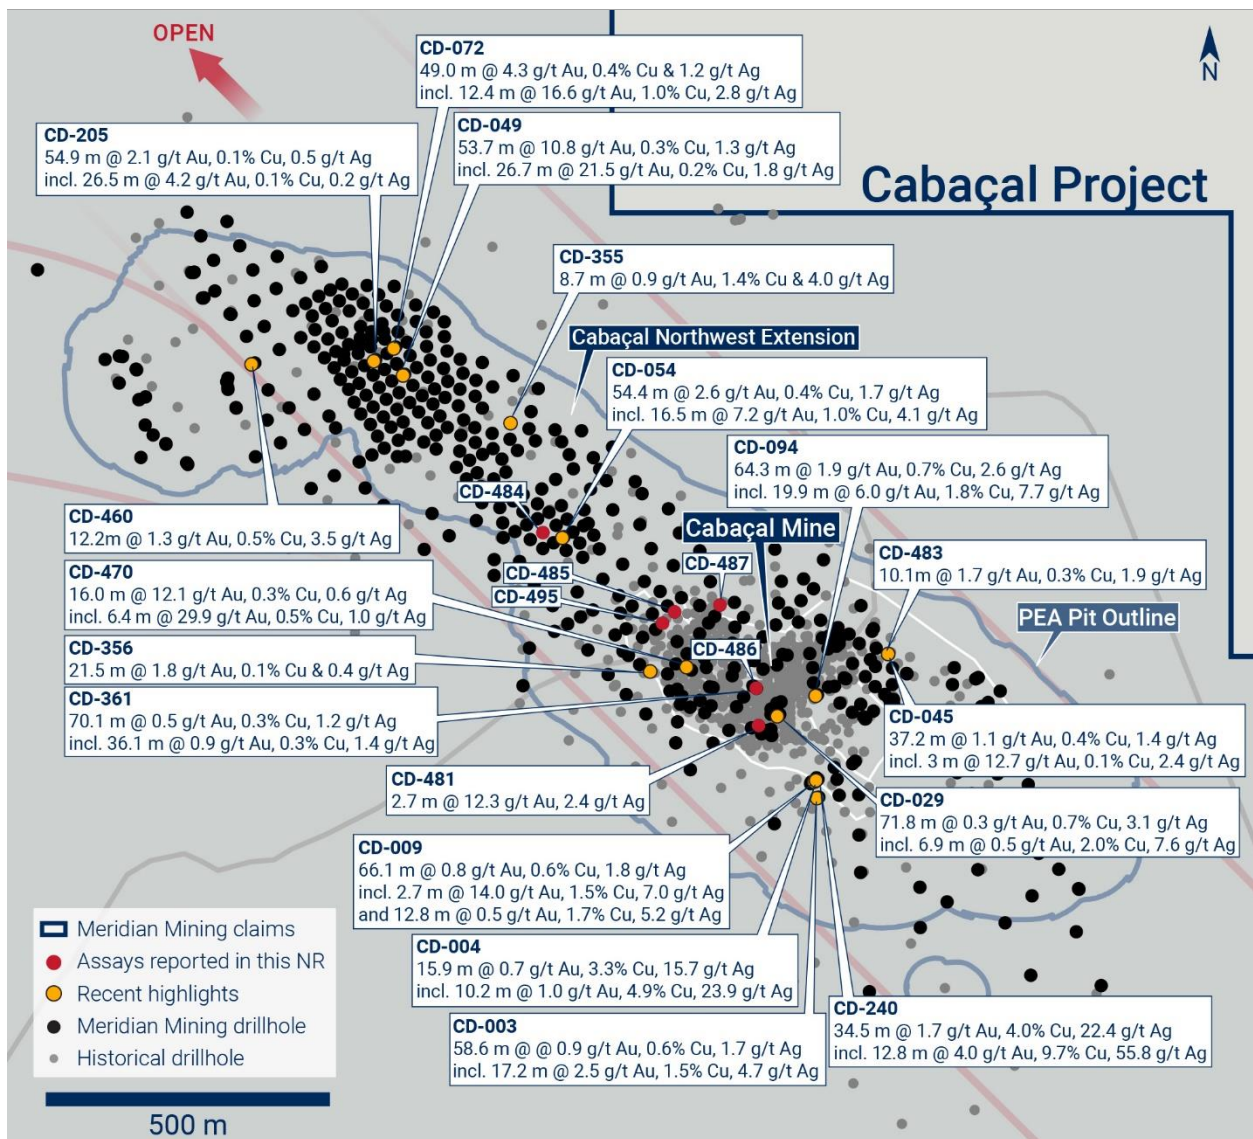 OPEN
N
Cabaçal Project
CD-072
49.0 m @ 4.3 g/t Au, 0.4% Cu & 1.2 g/t Ag
incl. 12.4 m @ 16.6 g/t Au, 1.0% Cu, 2.8 g/t Ag
CD-049
53.7 m @ 10.8 g/t Au, 0.3% Cu, 1.3 g/t Ag
incl. 26.7 m @ 21.5 g/t Au, 0.2% Cu, 1.8 g/t Ag
CD-205
54.9 m @ 2.1 g/t Au, 0.1% Cu, 0.5 g/t Ag
incl. 26.5 m @ 4.2 g/t Au, 0.1% Cu, 0.2 g/t Ag
CD-355
8.7 m @ 0.9 g/t Au, 1.4% Cu & 4.0 g/t Ag
Cabaçal Northwest Extension
CD-054
54.4 m @ 2.6 g/t Au, 0.4% Cu, 1.7 g/t Ag
incl. 16.5 m @ 7.2 g/t Au, 1.0% Cu, 4.1 g/t Ag
CD-094
64.3 m @ 1.9 g/t Au, 0.7% Cu, 2.6 g/t Ag
incl. 19.9 m @ 6.0 g/t Au, 1.8% Cu, 7.7 g/t Ag
CD-484
CD-460
12.2m @ 1.3 g/t Au, 0.5% Cu, 3.5 g/t Ag
Cabaçal Mine
CD-483
10.1m @ 1.7 g/t Au, 0.3% Cu, 1.9 g/t Ag
CD-487
CD-485
CD-495
CD-470
16.0 m @ 12.1 g/t Au, 0.3% Cu, 0.6 g/t Ag
incl. 6.4 m @ 29.9 g/t Au, 0.5% Cu, 1.0 g/t Ag
PEA Pit Outline
CD-486
CD-356
21.5 m @ 1.8 g/t Au, 0.1% Cu & 0.4 g/t Ag
CD-361
70.1 m @ 0.5 g/t Au, 0.3% Cu, 1.2 g/t Ag
incl. 36.1 m @ 0.9 g/t Au, 0.3% Cu, 1.4 g/t Ag
CD-045
37.2 m @ 1.1 g/t Au, 0.4% Cu, 1.4 g/t Ag
incl. 3 m @ 12.7 g/t Au, 0.1% Cu, 2.4 g/t Ag
CD-481
2.7 m @ 12.3 g/t Au, 2.4 g/t Ag
CD-029
71.8 m @ 0.3 g/t Au, 0.7% Cu, 3.1 g/t Ag
incl. 6.9 m @ 0.5 g/t Au, 2.0% Cu, 7.6 g/t Ag
CD-009
66.1 m @ 0.8 g/t Au, 0.6% Cu, 1.8 g/t Ag
incl. 2.7 m @ 14.0 g/t Au, 1.5% Cu, 7.0 g/t Ag
and 12.8 m @ 0.5 g/t Au, 1.7% Cu, 5.2 g/t Ag
CD-004
15.9 m @ 0.7 g/t Au, 3.3% Cu, 15.7 g/t Ag
incl. 10.2 m @ 1.0 g/t Au, 4.9% Cu, 23.9 g/t Ag
CD-003
58.6 m @ @ 0.9 g/t Au, 0.6% Cu, 1.7 g/t Ag
incl. 17.2 m @ 2.5 g/t Au, 1.5% Cu, 4.7 g/t Ag
CD-240
34.5 m @ 1.7 g/t Au, 4.0% Cu, 22.4 g/t Ag
incl. 12.8 m @ 4.0 g/t Au, 9.7% Cu, 55.8 g/t Ag
Meridian Mining claims
Assays reported in this NR
Recent highlights
Meridian Mining drillhole
Historical drillhole
500 m